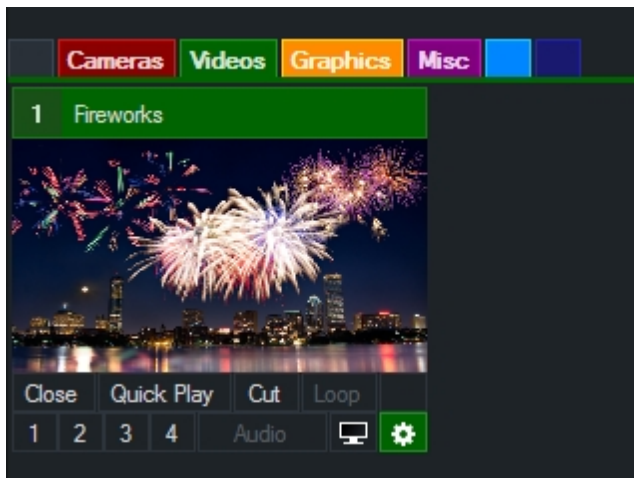 Cameras Videos Graphics Misc
1 Fireworks
Close Quick Play Cut Loop
1 2 3 4 Audio